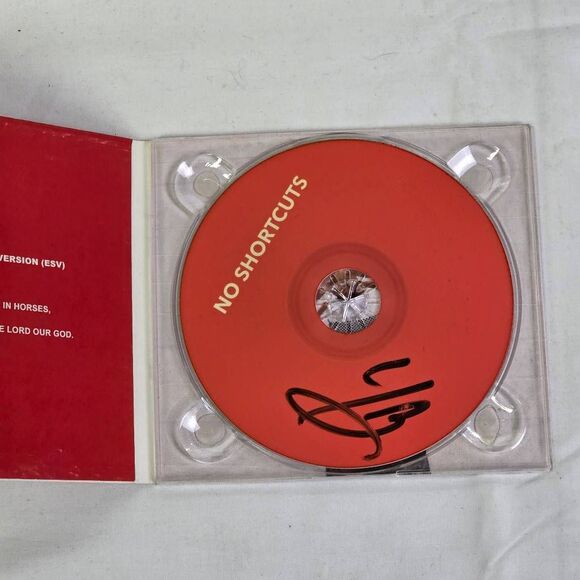 VERSION (ESV)
IN HORSES,
LORD OUR GOD.
NO SHORTCUTS